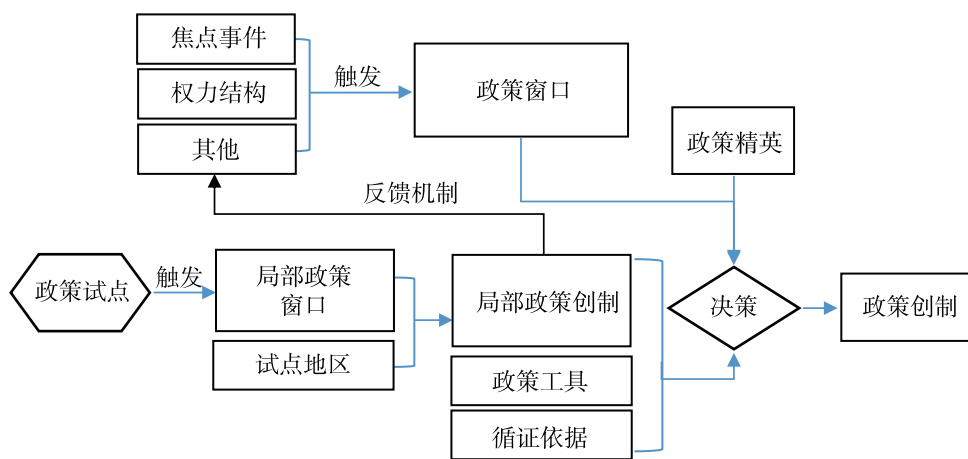 焦点事件
权力结构
其他
触发
政策窗口
政策精英
反馈机制
政策试点
触发
局部政策
窗口
试点地区
局部政策创制
政策工具
循证依据
决策
政策创制